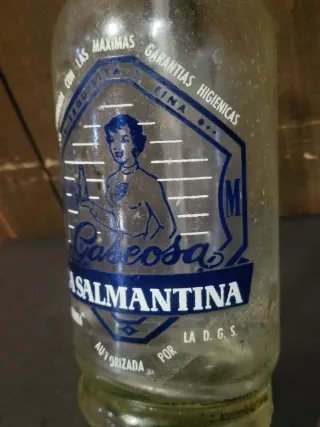 CON LAS MAXIMAS GARANTIAS HIGIENICAS
FINA
M
Gaseosa
SALMANTINA
AUTORIZADA POR LA D. G. S.